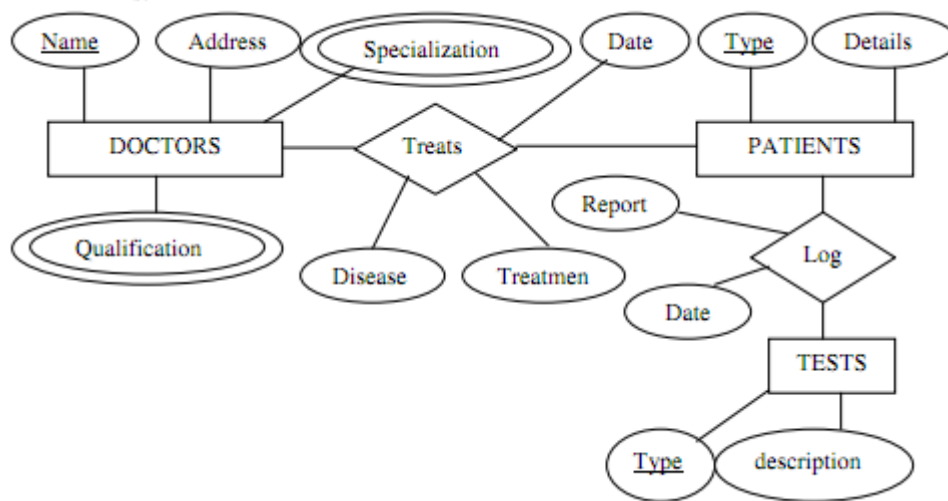 Name
Address
Specialization
Date
Type
Details
DOCTORS
Treats
PATIENTS
Report
Qualification
Log
Disease
Treatmen
Date
TESTS
Type
description